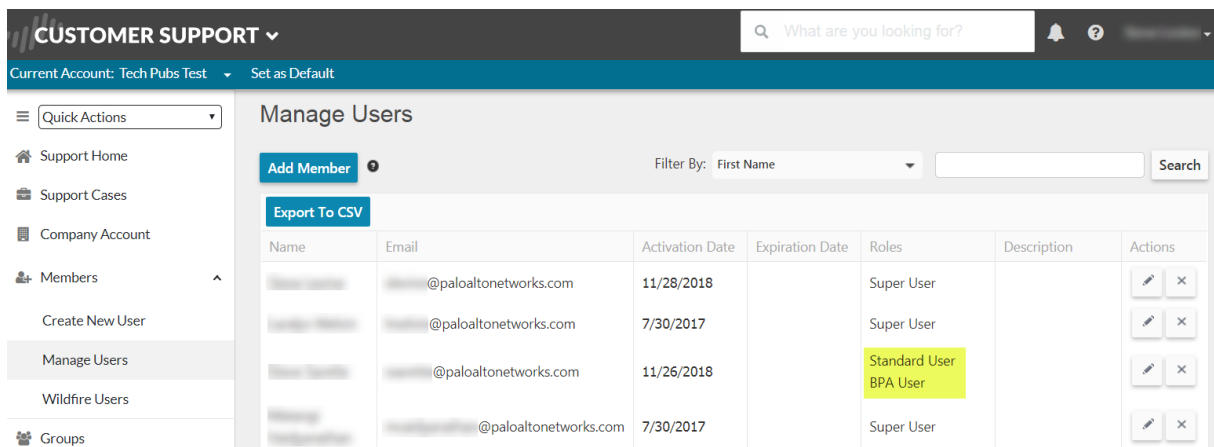 CUSTOMER SUPPORT
What are you looking for?
Current Account: Tech Pubs Test
Set as Default
Quick Actions
Support Home
Support Cases
Company Account
Members
Create New User
Manage Users
Wildfire Users
Groups
Manage Users
Add Member
Filter By: First Name
Search
Export To CSV
Name Email Activation Date Expiration Date Roles Description Actions
@paloaltonetworks.com 11/28/2018 Super User
@paloaltonetworks.com 7/30/2017 Super User
@paloaltonetworks.com 11/26/2018 Standard User
BPA User
@paloaltonetworks.com 7/30/2017 Super User